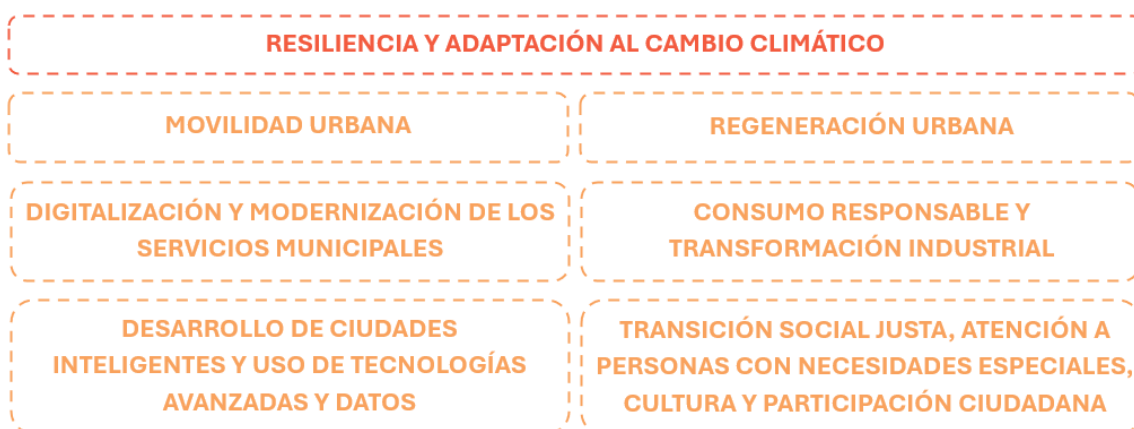 RESILIENCIA Y ADAPTACIÓN AL CAMBIO CLIMÁTICO
MOVILIDAD URBANA
REGENERACIÓN URBANA
DIGITALIZACIÓN Y MODERNIZACIÓN DE LOS
SERVICIOS MUNICIPALES
CONSUMO RESPONSABLE Y
TRANSFORMACIÓN INDUSTRIAL
DESARROLLO DE CIUDADES
INTELIGENTES Y USO DE TECNOLOGÍAS
AVANZADAS Y DATOS
TRANSICIÓN SOCIAL JUSTA, ATENCIÓN A
PERSONAS CON NECESIDADES ESPECIALES,
CULTURA Y PARTICIPACIÓN CIUDADANA